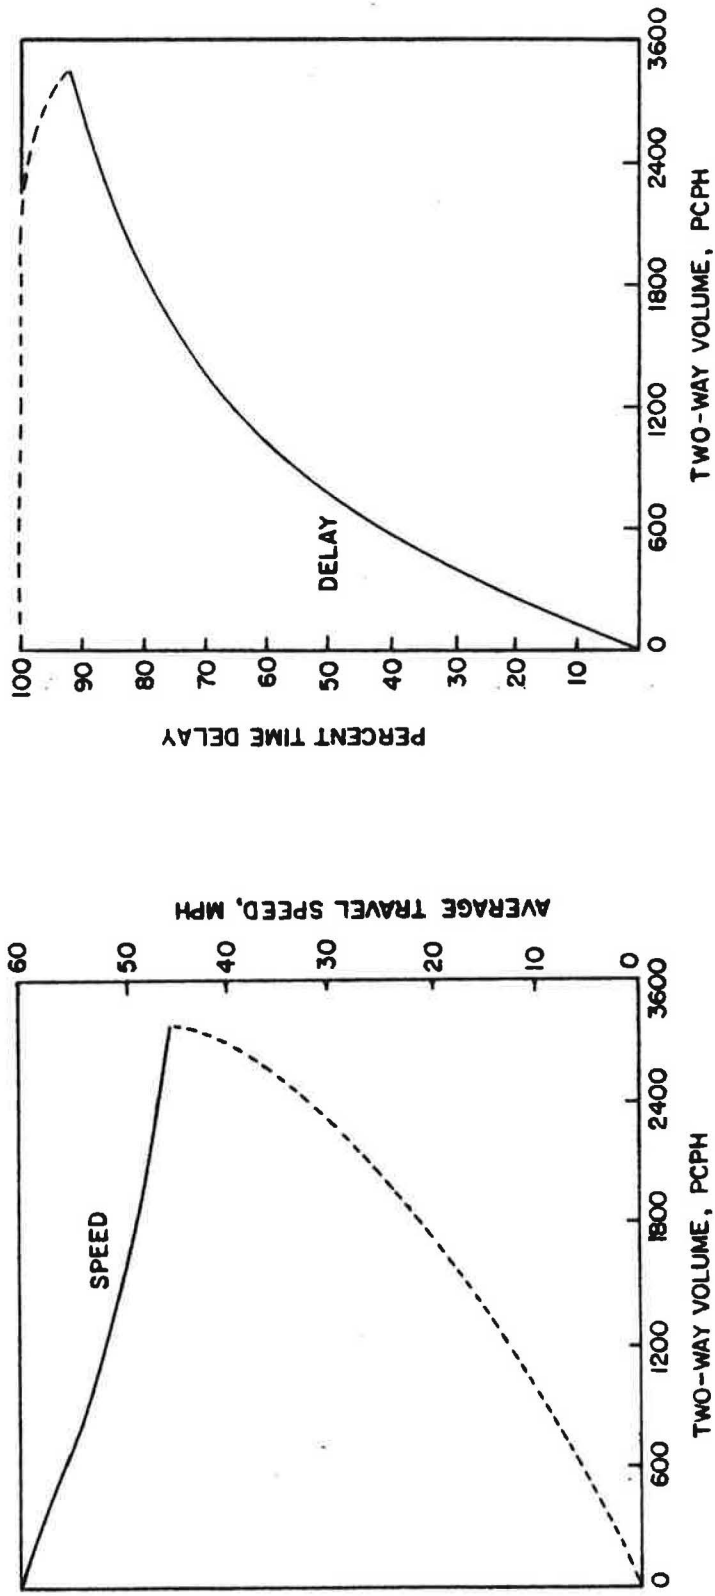 60
50
40
30
20
10
0
AVERAGE TRAVEL SPEED, MPH
SPEED
0 600 1200 1800 2400 3600
TWO-WAY VOLUME, PCPH
PERCENT TIME DELAY
100
90
80
70
60
50
40
30
20
10
DELAY
0 600 1200 1800 2400 3600
TWO-WAY VOLUME, PCPH